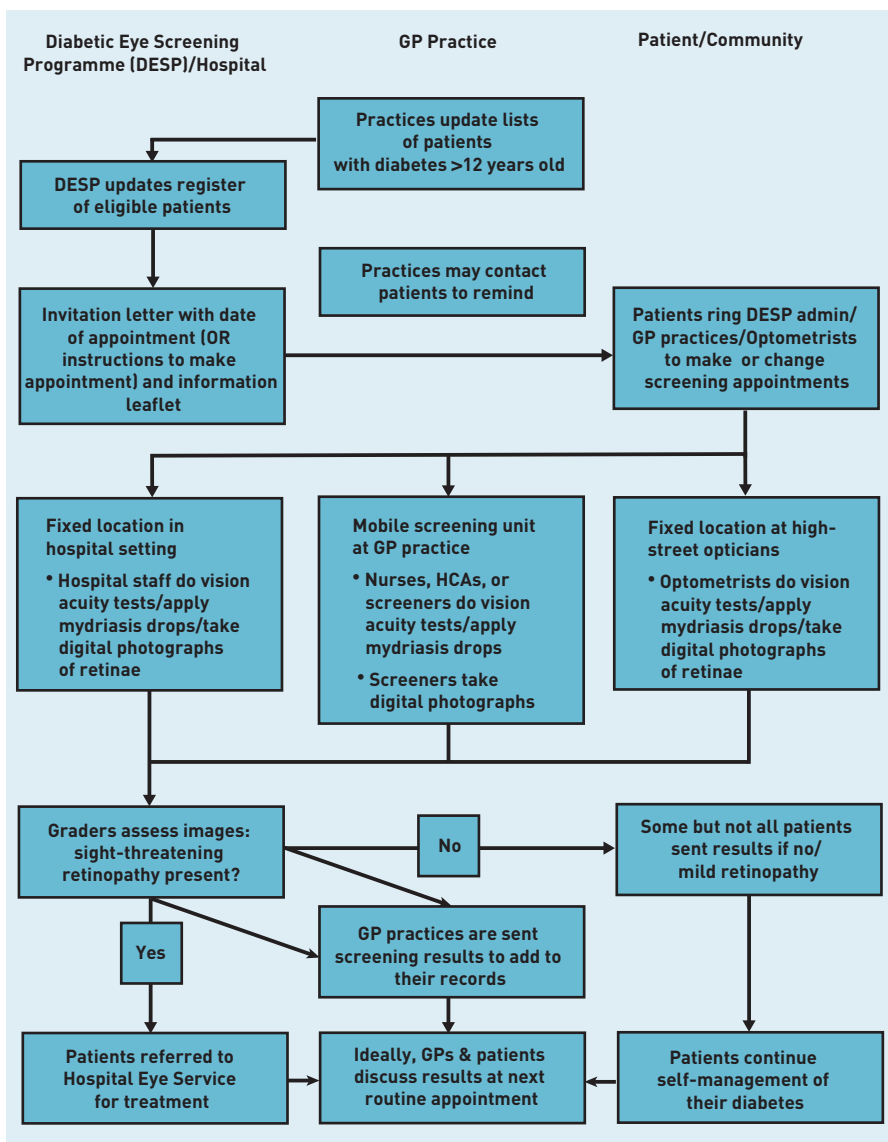 Diabetic Eye Screening
Programme (DESP)/Hospital
GP Practice
Patient/Community
Practices update lists
of patients
with diabetes >12 years old
DESP updates register
of eligible patients
Practices may contact
patients to remind
Invitation letter with date
of appointment (OR
instructions to make
appointment) and information
leaflet
Patients ring DESP admin/
GP practices/Optometrists
to make or change
screening appointments
Fixed location in
hospital setting
• Hospital staff do vision
acuity tests/apply
mydriasis drops/take
digital photographs
of retinae
Mobile screening unit
at GP practice
• Nurses, HCAs, or
screeners do vision
acuity tests/apply
mydriasis drops
• Screeners take
digital photographs
Fixed location at high-
street opticians
• Optometrists do vision
acuity tests/apply
mydriasis drops/take
digital photographs
of retinae
Graders assess images:
sight-threatening
retinopathy present?
No
Some but not all patients
sent results if no/
mild retinopathy
Yes
GP practices are sent
screening results to add to
their records
Patients referred to
Hospital Eye Service
for treatment
Ideally, GPs & patients
discuss results at next
routine appointment
Patients continue
self-management of
their diabetes